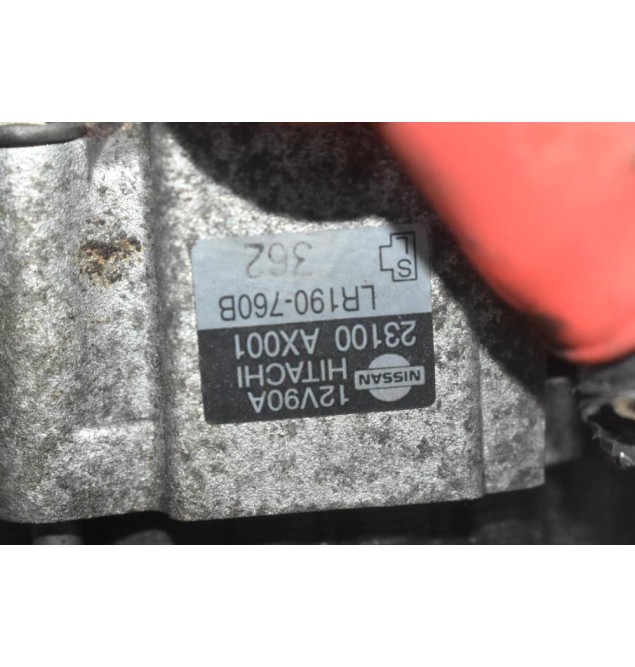 12V90A
NISSAN HITACHI
23100 AX001
LR190-760B
362
L S